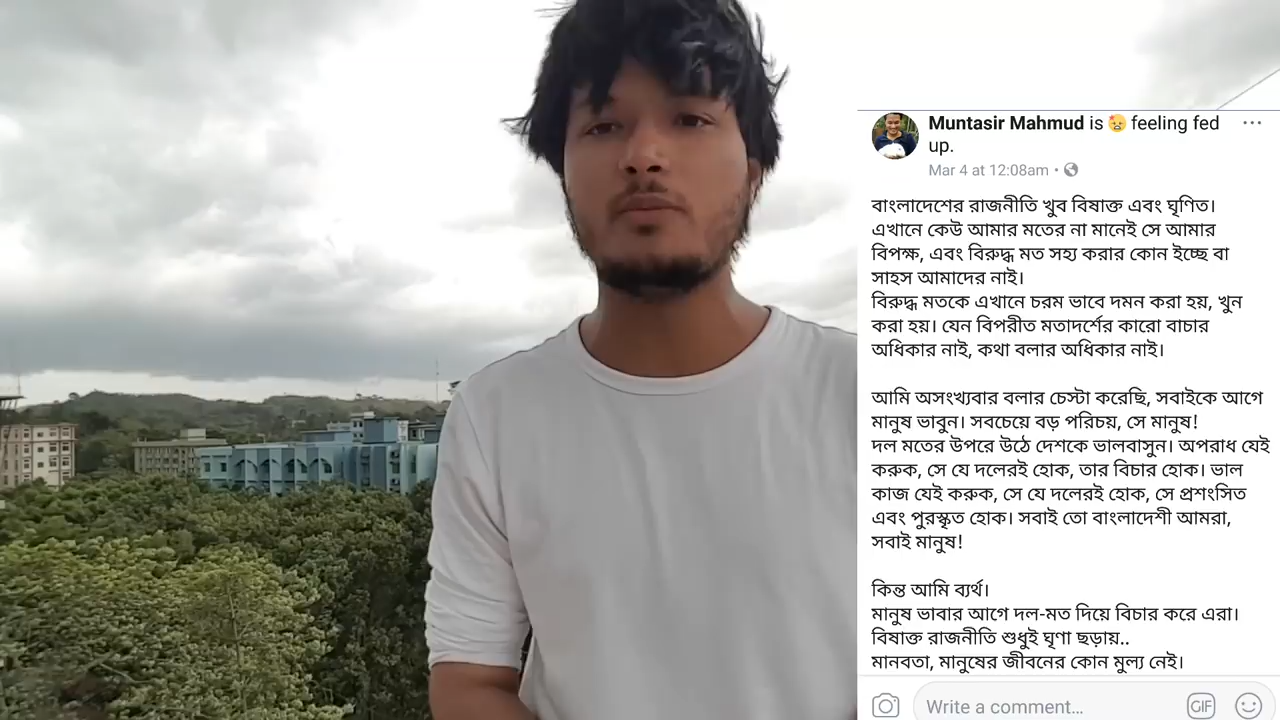 Muntasir Mahmud is 😫 feeling fed
up.
Mar 4 at 12:08am •
বাংলাদেশের রাজনীতি খুব বিষাক্ত এবং ঘৃণিত।
এখানে কেউ আমার মতের না মানেই সে আমার
বিপক্ষ, এবং বিরুদ্ধ মত সহ্য করার কোন ইচ্ছে বা
সাহস আমাদের নাই।
বিরুদ্ধ মতকে এখানে চরম ভাবে দমন করা হয়, খুন
করা হয়। যেন বিপরীত মতাদর্শের কারো বাচার
অধিকার নাই, কথা বলার অধিকার নাই।
আমি অসংখ্যবার বলার চেস্টা করেছি, সবাইকে আগে
মানুষ ভাবুন। সবচেয়ে বড় পরিচয়, সে মানুষ!
দল মতের উপরে উঠে দেশকে ভালবাসুন। অপরাধ যেই
করুক, সে যে দলেরই হোক, তার বিচার হোক। ভাল
কাজ যেই করুক, সে যে দলেরই হোক, সে প্রশংসিত
এবং পুরস্কৃত হোক। সবাই তো বাংলাদেশী আমরা,
সবাই মানুষ!
কিন্ত আমি ব্যর্থ।
মানুষ ভাবার আগে দল-মত দিয়ে বিচার করে এরা।
বিষাক্ত রাজনীতি শুধুই ঘৃণা ছড়ায়..
মানবতা, মানুষের জীবনের কোন মুল্য নেই।
Write a comment...
GIF